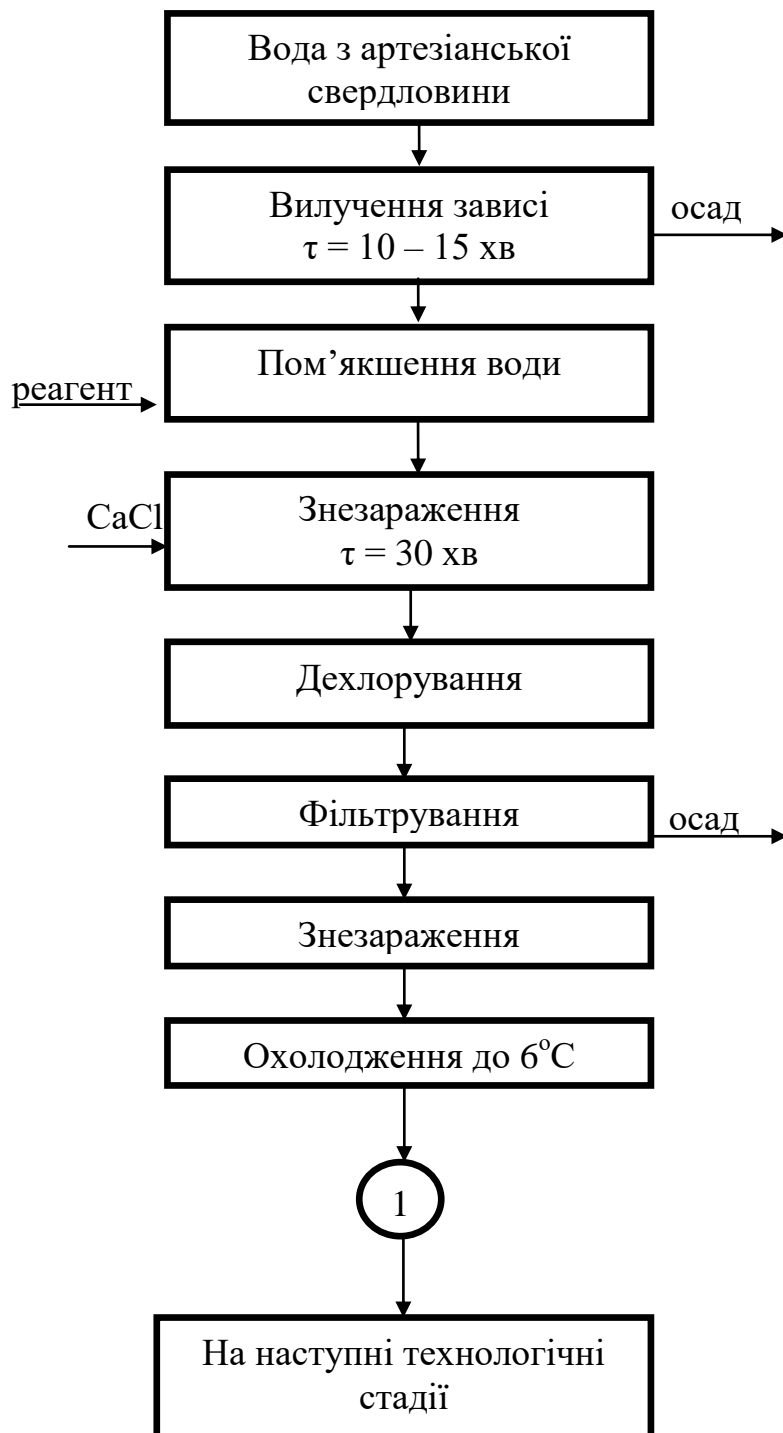 Вода з артезіанської
свердловини
Вилучення зависі
τ = 10 – 15 хв
осад
Пом’якшення води
реагент
CaCl
Знезараження
τ = 30 хв
Дехлорування
Фільтрування
осад
Знезараження
Охолодження до 6°С
1
На наступні технологічні
стадії